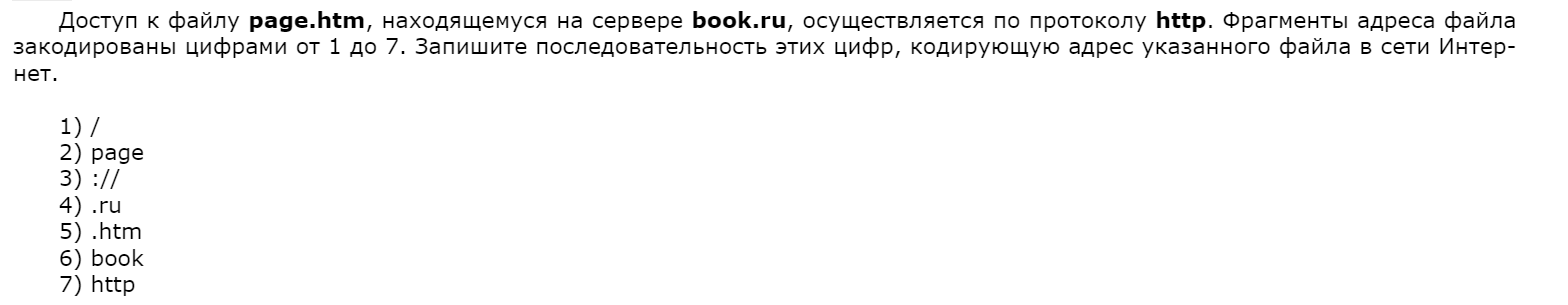 Доступ к файлу page.htm, находящемуся на сервере book.ru, осуществляется по протоколу http. Фрагменты адреса файла
закодированы цифрами от 1 до 7. Запишите последовательность этих цифр, кодирующую адрес указанного файла в сети Интер-
нет.
1) /
2) page
3) ://
4) .ru
5) .htm
6) book
7) http